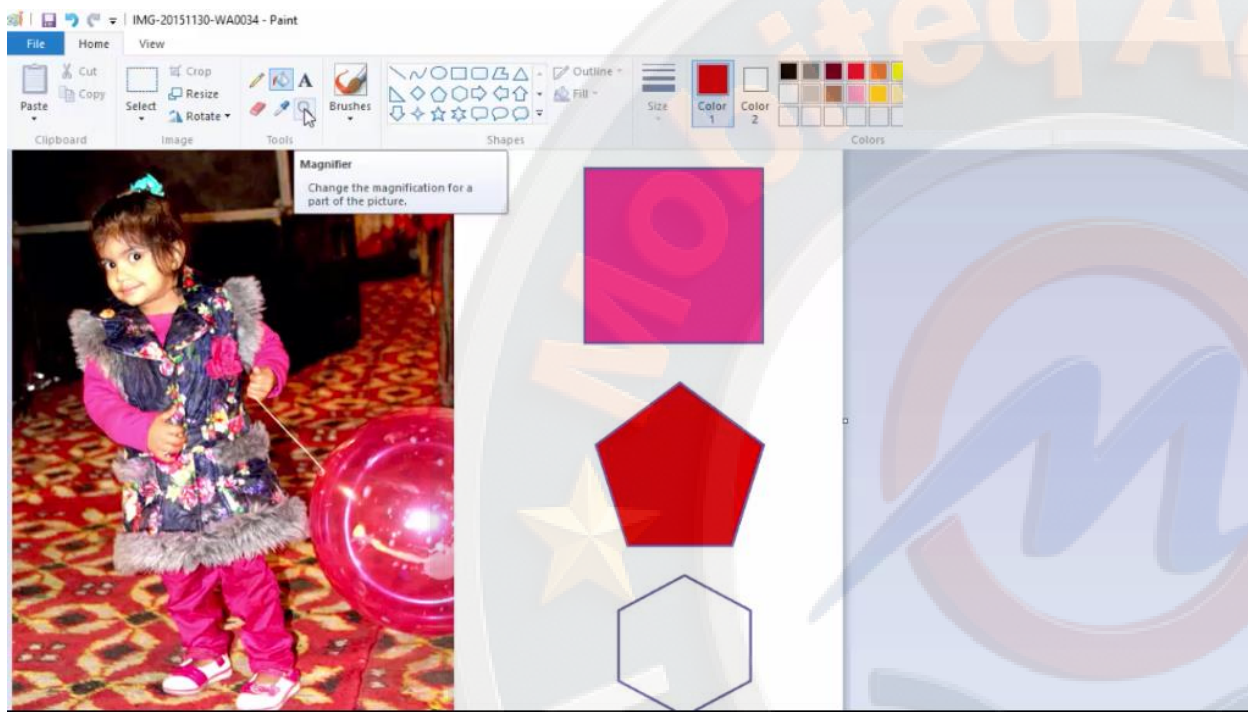 IMG-20151130-WA0034 - Paint
File Home View
Cut
Copy
Paste
Clipboard
Select
Crop
Resize
Rotate
Image
A
Tools
Brushes
Shapes
Outline
Fill
Size
Color 1
Color 2
Colors
Magnifier
Change the magnification for a
part of the picture.
Mobiteq